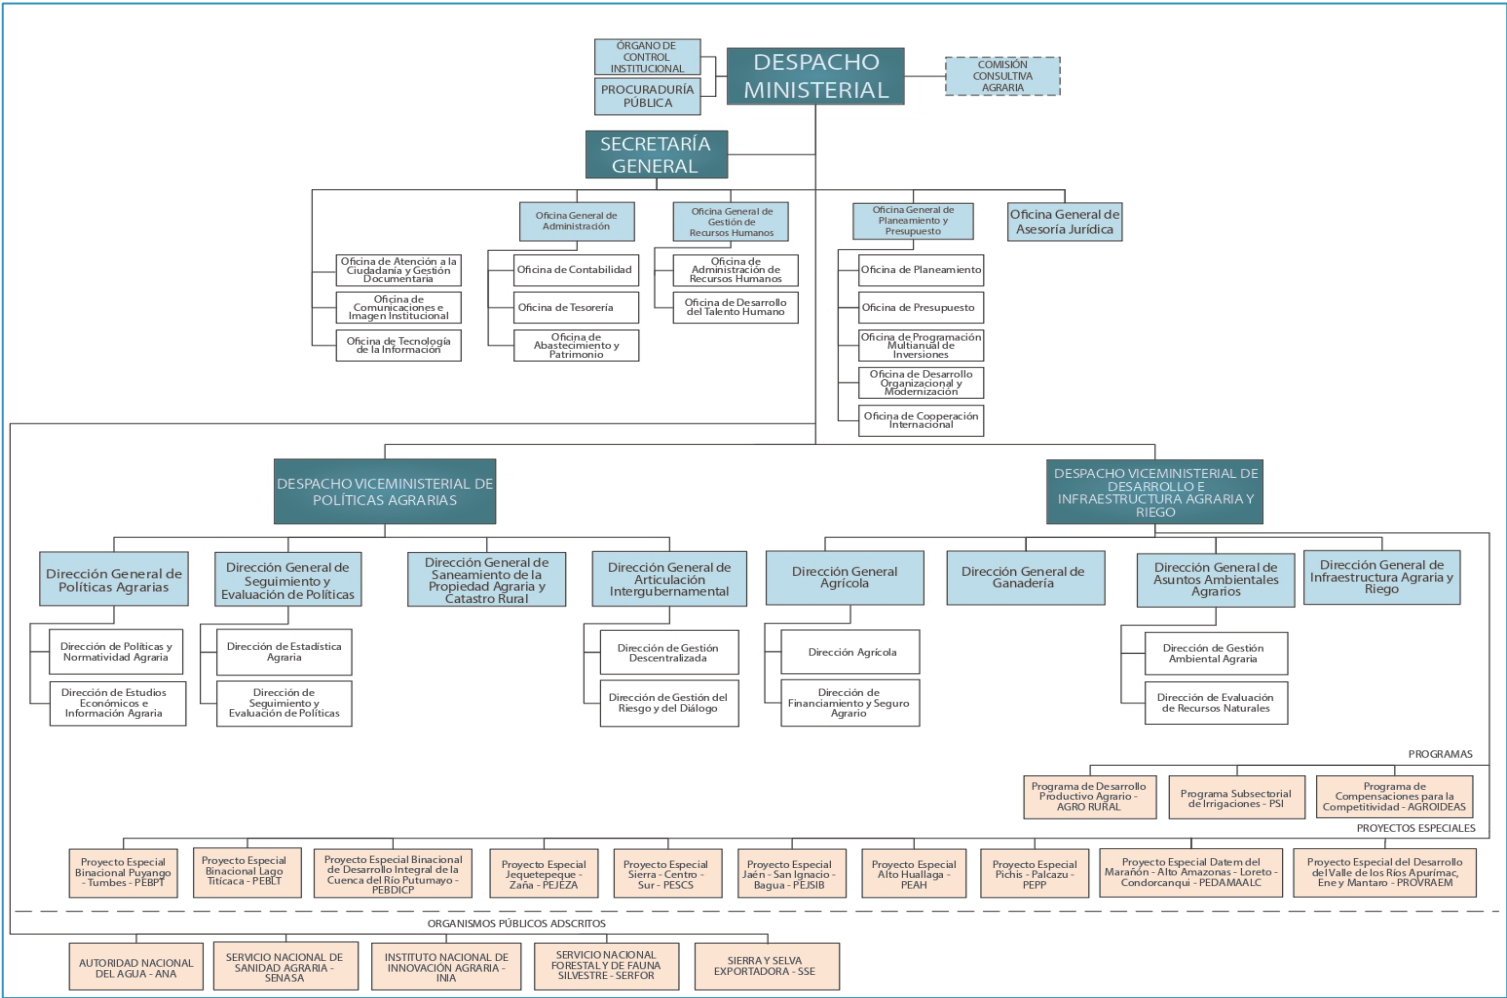 ÓRGANO DE
CONTROL
INSTITUCIONAL
PROCURADURÍA
PÚBLICA
DESPACHO
MINISTERIAL
COMISIÓN
CONSULTIVA
AGRARIA
SECRETARÍA
GENERAL
Oficina General de
Administración
Oficina General de
Gestión de
Recursos Humanos
Oficina General de
Planeamiento y
Presupuesto
Oficina General de
Asesoría Jurídica
Oficina de Atención a la
Ciudadanía y Gestión
Documentaria
Oficina de
Comunicaciones e
Imagen Institucional
Oficina de Tecnología
de la Información
Oficina de Contabilidad
Oficina de Tesorería
Oficina de
Abastecimiento y
Patrimonio
Oficina de
Administración de
Recursos Humanos
Oficina de Desarrollo
del Talento Humano
Oficina de Planeamiento
Oficina de Presupuesto
Oficina de Programación
Multianual de
Inversiones
Oficina de Desarrollo
Organizacional y
Modernización
Oficina de Cooperación
Internacional
DESPACHO VICEMINISTERIAL DE
POLÍTICAS AGRARIAS
DESPACHO VICEMINISTERIAL DE
DESARROLLO E
INFRAESTRUCTURA AGRARIA Y
RIEGO
Dirección General de
Políticas Agrarias
Dirección General de
Seguimiento y
Evaluación de Políticas
Dirección General de
Saneamiento de la
Propiedad Agraria y
Catastro Rural
Dirección General de
Articulación
Intergubernamental
Dirección General
Agrícola
Dirección General de
Ganadería
Dirección General de
Asuntos Ambientales
Agrarios
Dirección General de
Infraestructura Agraria y
Riego
Dirección de Políticas y
Normatividad Agraria
Dirección de Estudios
Económicos e
Información Agraria
Dirección de Estadística
Agraria
Dirección de
Seguimiento y
Evaluación de Políticas
Dirección de Gestión
Descentralizada
Dirección de Gestión del
Riesgo y del Diálogo
Dirección Agrícola
Dirección de
Financiamiento y Seguro
Agrario
Dirección de Gestión
Ambiental Agraria
Dirección de Evaluación
de Recursos Naturales
PROGRAMAS
Programa de Desarrollo
Productivo Agrario -
AGRO RURAL
Programa Subsectorial
de Irrigaciones - PSI
Programa de
Compensaciones para la
Competitividad - AGROIDEAS
PROYECTOS ESPECIALES
Proyecto Especial
Binacional Puyango
- Tumbes - PEBPT
Proyecto Especial
Binacional Lago
Titícaca - PEBLT
Proyecto Especial Binacional
de Desarrollo Integral de la
Cuenca del Río Putumayo -
PEBDICP
Proyecto Especial
Jequetepeque -
Zaña - PEJEZA
Proyecto Especial
Sierra - Centro -
Sur - PESCS
Proyecto Especial
Jaén - San Ignacio -
Bagua - PEJSIB
Proyecto Especial
Alto Huallaga -
PEAH
Proyecto Especial
Pichis - Palcazu -
PEPP
Proyecto Especial Datem del
Marañón - Alto Amazonas - Loreto -
Condorcanqui - PEDAMAALC
Proyecto Especial del Desarrollo
del Valle de los Ríos Apurímac,
Ene y Mantaro - PROVRAEM
ORGANISMOS PÚBLICOS ADSCRITOS
AUTORIDAD NACIONAL
DEL AGUA - ANA
SERVICIO NACIONAL DE
SANIDAD AGRARIA -
SENASA
INSTITUTO NACIONAL DE
INNOVACIÓN AGRARIA -
INIA
SERVICIO NACIONAL
FORESTAL Y DE FAUNA
SILVESTRE - SERFOR
SIERRA Y SELVA
EXPORTADORA - SSE